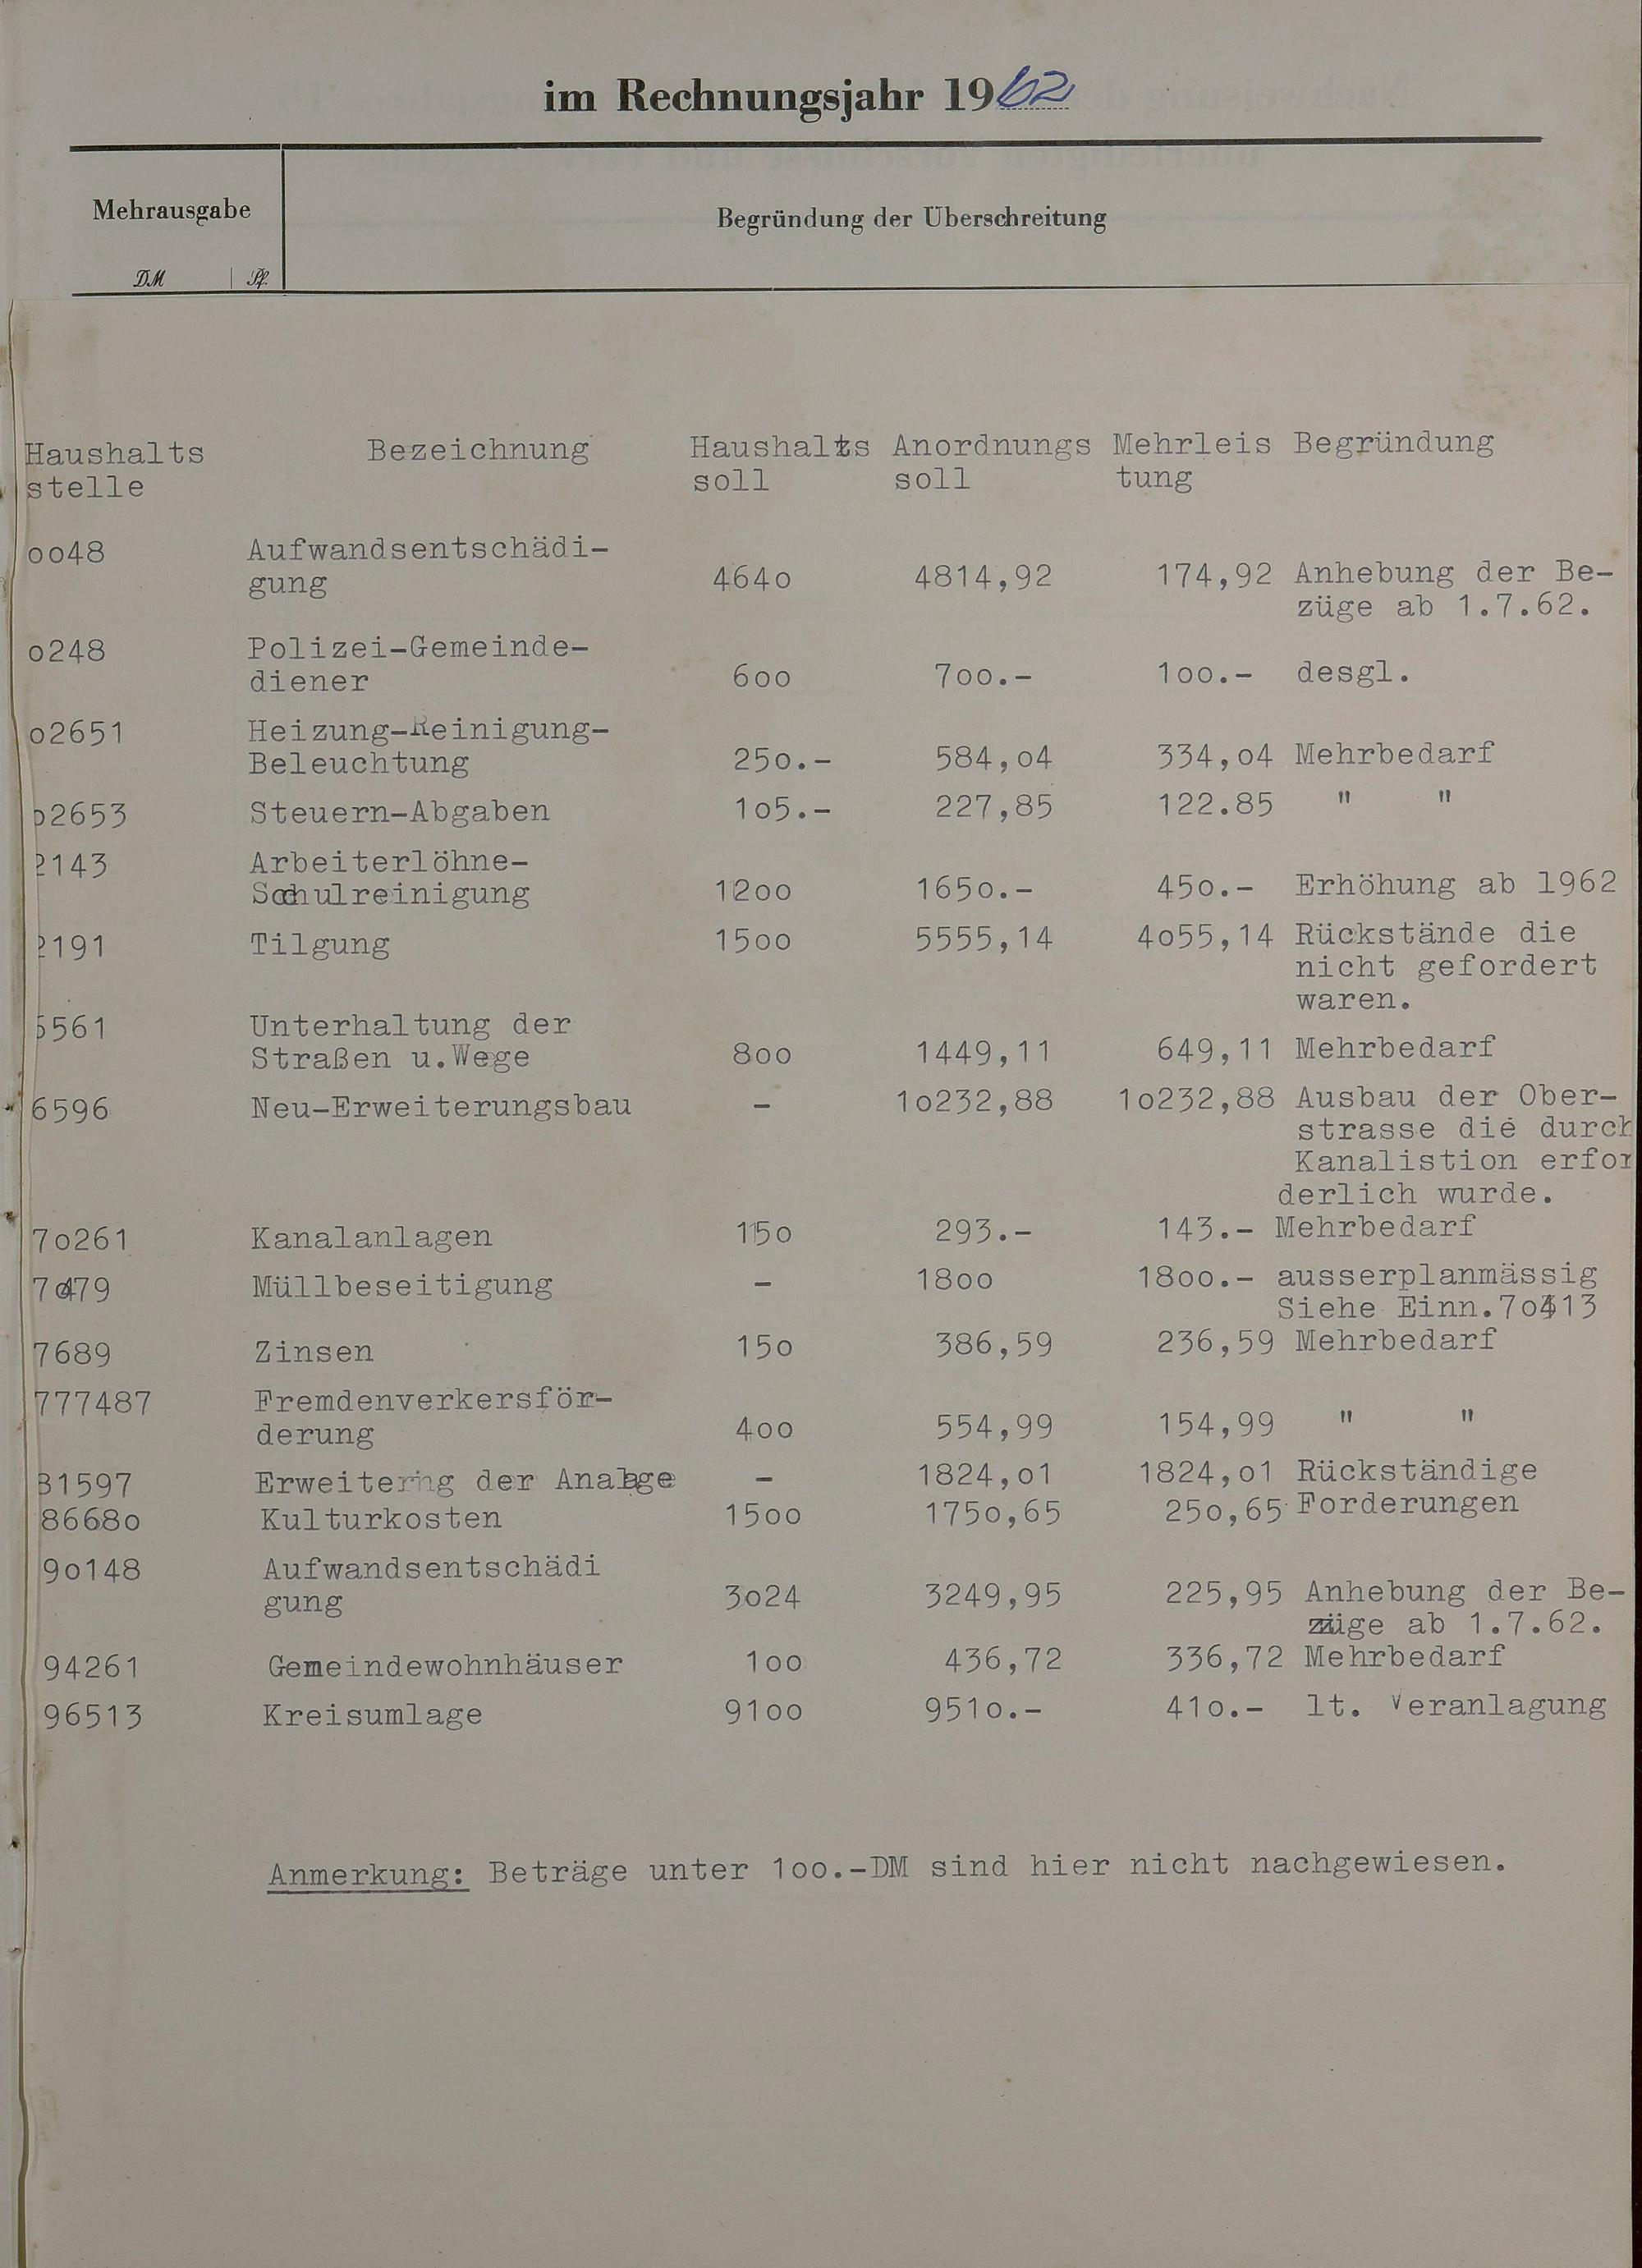 im Rechnungsjahr 1962
Mehrausgabe
Begründung der Überschreitung
DM Pf.
Haushalts Bezeichnung Haushalts Anordnungs Mehrleis Begründung
stelle soll soll tung
oo48 Aufwandsentschädi-
gung 464o 4814,92 174,92 Anhebung der Be-
züge ab 1.7.62.
o248 Polizei-Gemeinde-
diener 6oo 7oo.- 1oo.- desgl.
o2651 Heizung-Reinigung-
Beleuchtung 25o.- 584,o4 334,o4 Mehrbedarf
o2653 Steuern-Abgaben 1o5.- 227,85 122.85 " "
2143 Arbeiterlöhne-
Schulreinigung 12oo 165o.- 45o.- Erhöhung ab 1962
2191 Tilgung 15oo 5555,14 4o55,14 Rückstände die
nicht gefordert
waren.
6561 Unterhaltung der
Straßen u.Wege 8oo 1449,11 649,11 Mehrbedarf
6596 Neu-Erweiterungsbau - 1o232,88 1o232,88 Ausbau der Ober-
strasse die durch
Kanalistion erfor
derlich wurde.
7o261 Kanalanlagen 15o 293.- 143.- Mehrbedarf
7o479 Müllbeseitigung - 18oo 18oo.- ausserplanmässig
Siehe Einn.7o413
7689 Zinsen 15o 386,59 236,59 Mehrbedarf
777487 Fremdenverkersför-
derung 4oo 554,99 154,99 " "
81597 Erweiterng der Analage - 1824,o1 1824,o1 Rückständige
8668o Kulturkosten 15oo 175o,65 25o,65 Forderungen
9o148 Aufwandsentschädi
gung 3o24 3249,95 225,95 Anhebung der Be-
züge ab 1.7.62.
94261 Gemeindewohnhäuser 1oo 436,72 336,72 Mehrbedarf
96513 Kreisumlage 91oo 951o.- 41o.- lt. Veranlagung
Anmerkung: Beträge unter 1oo.-DM sind hier nicht nachgewiesen.